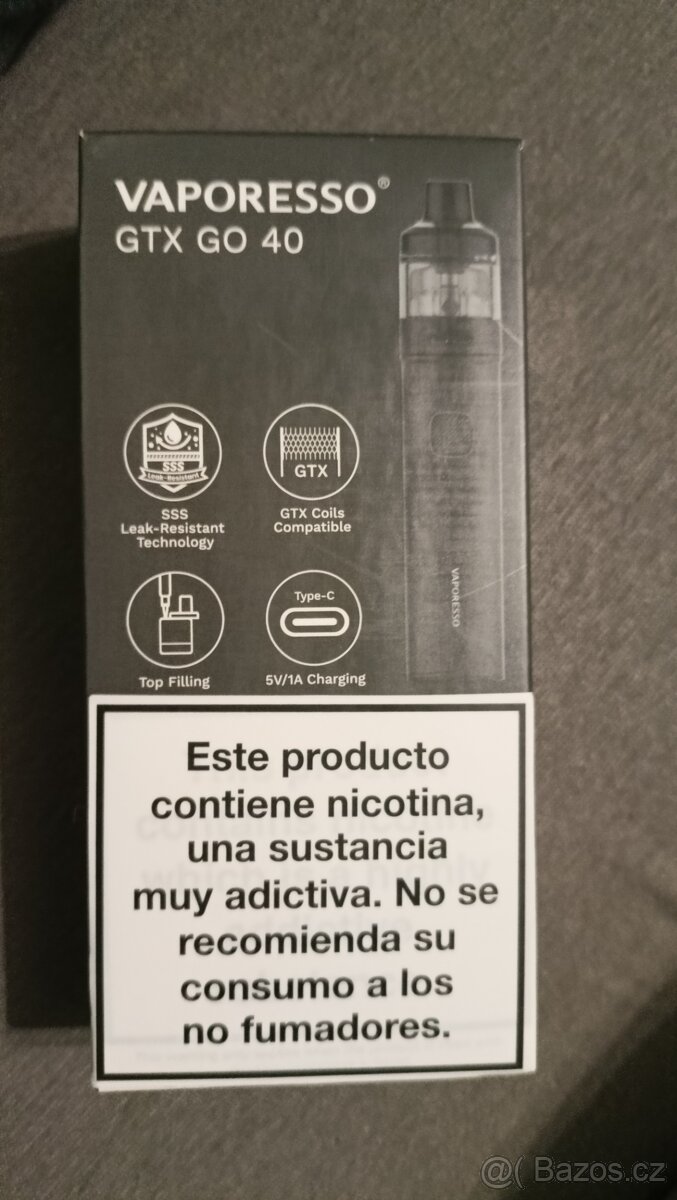 VAPORESSO®
GTX GO 40
SSS
Leak-Resistant
SSS
Leak-Resistant
Technology
GTX
GTX Coils
Compatible
Top Filling
Type-C
5V/1A Charging
VAPORESSO
Este producto
contiene nicotina,
una sustancia
muy adictiva. No se
recomienda su
consumo a los
no fumadores.
@( Bazos.cz